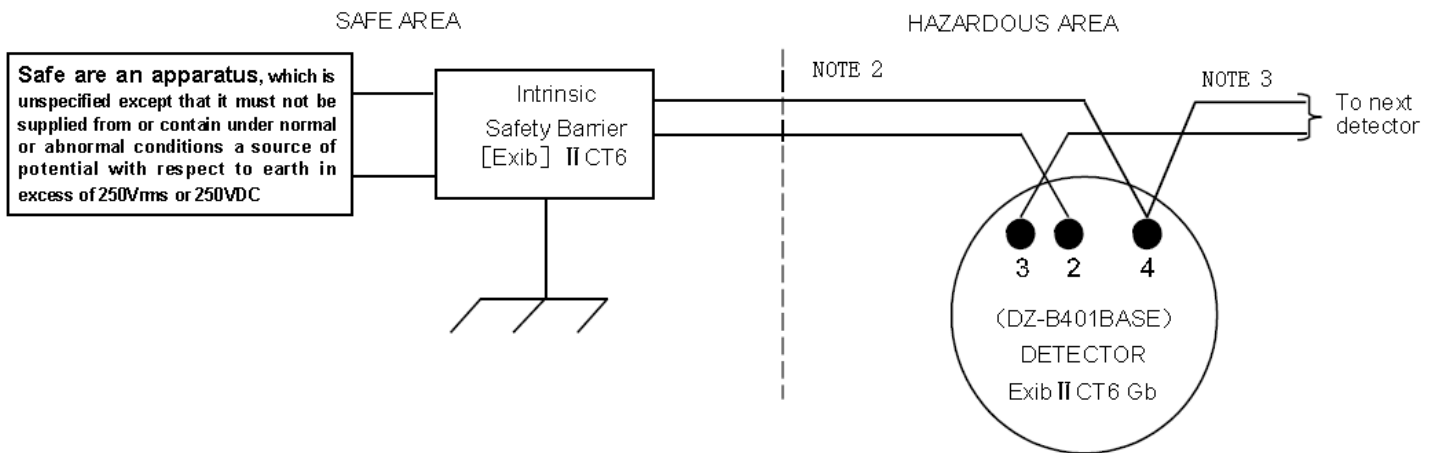 SAFE AREA
HAZARDOUS AREA
Safe are an apparatus, which is
unspecified except that it must not be
supplied from or contain under normal
or abnormal conditions a source of
potential with respect to earth in
excess of 250Vrms or 250VDC
Intrinsic
Safety Barrier
[Exib] Ⅱ CT6
NOTE 2
NOTE 3
To next
detector
3 2 4
(DZ-B401BASE)
DETECTOR
Exib Ⅱ CT6 Gb